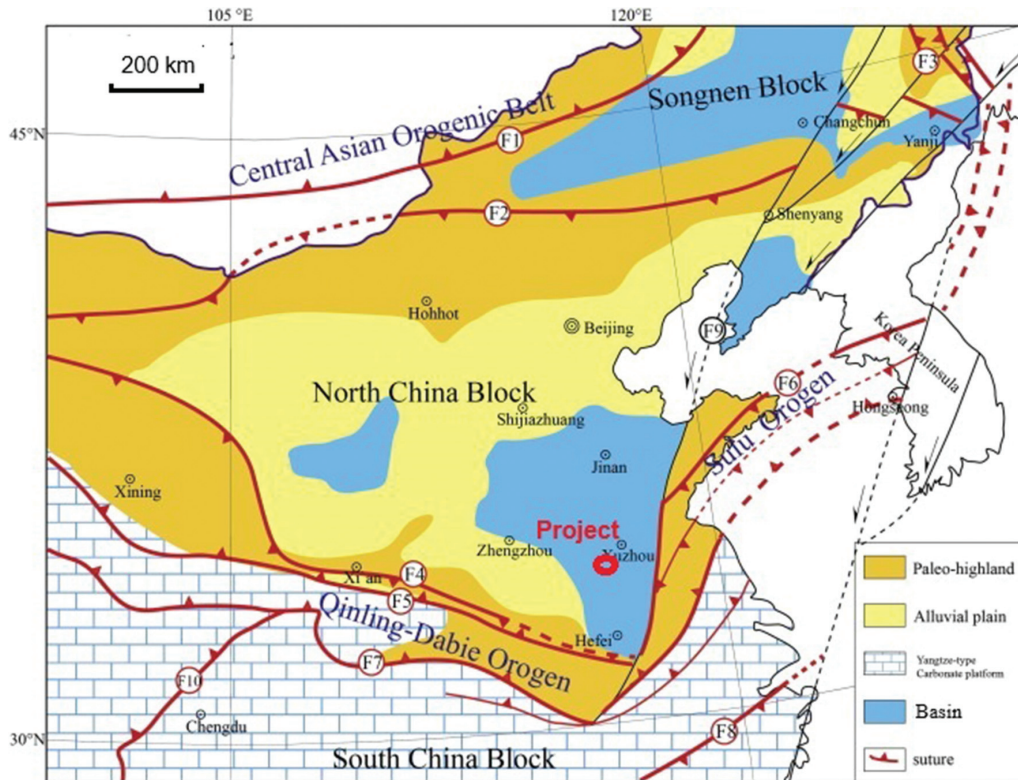 105 °E
120°E
200 km
F3
Songnen Block
Changchun
45°N
Central Asian Orogenic Belt
F1
Yanji
F2
Shenyang
Hohhot
Beijing
F9
Korea Peninsula
North China Block
F6
Shijiazhuang
Hongseong
Sulu Orogen
Jinan
Xining
Project
Zhengzhou
Xuzhou
Xi'an
F4
F5
Paleo-highland
Qinling-Dabie Orogen
Hefei
Alluvial plain
F7
Yangtze-type
Carbonate platform
F10
Chengdu
Basin
F8
30°N
South China Block
suture